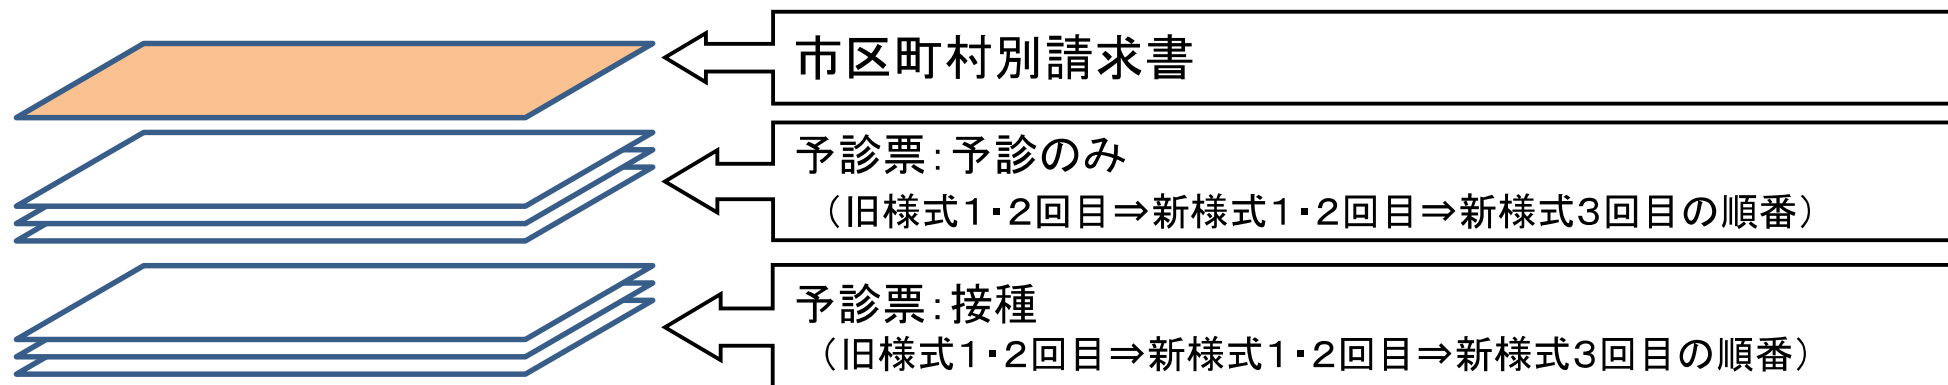 市区町村別請求書
予診票:予診のみ
（旧様式１･２回目⇒新様式１･２回目⇒新様式３回目の順番）
予診票:接種
（旧様式１･２回目⇒新様式１･２回目⇒新様式３回目の順番）